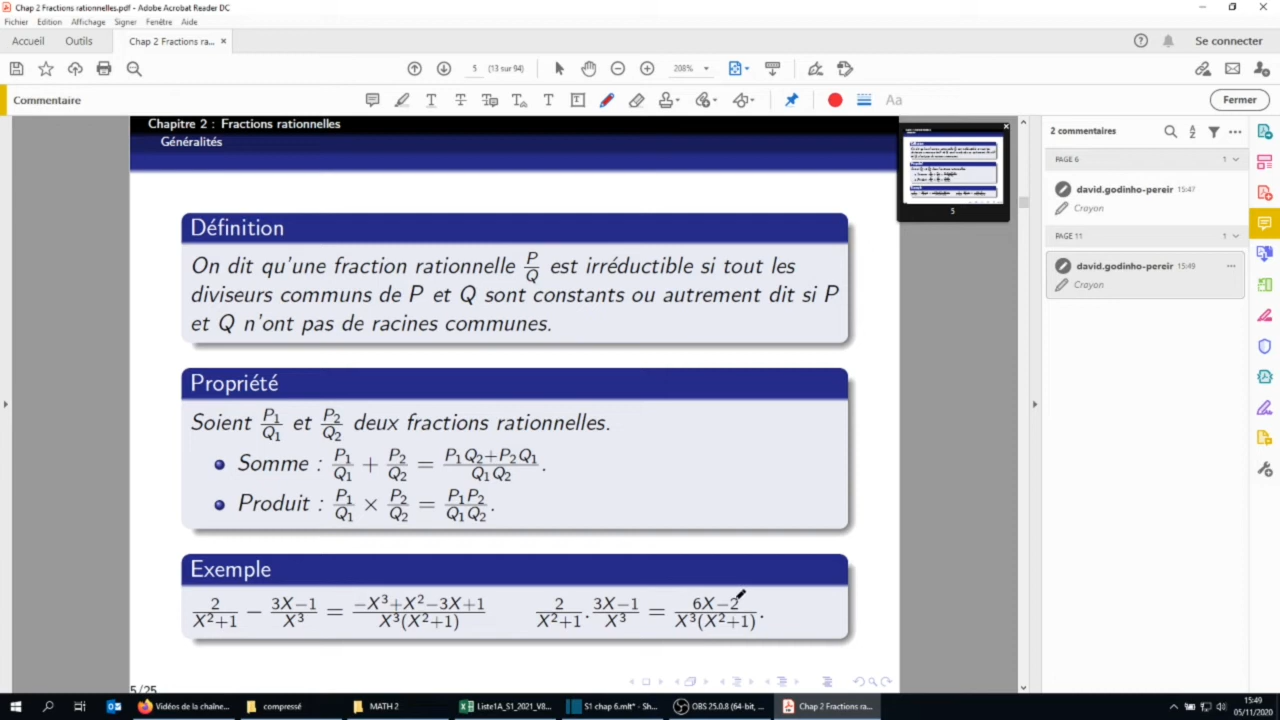 Chap 2 Fractions rationnelles.pdf - Adobe Acrobat Reader DC
Fichier Edition Affichage Signer Fenêtre Aide
Accueil Outils Chap 2 Fractions ra... × Se connecter
5 (13 sur 94) 208%
Commentaire Aa Fermer
Chapitre 2 : Fractions rationnelles
Généralités
Définition
On dit qu'une fraction rationnelle P/Q est irréductible si tout les
diviseurs communs de P et Q sont constants ou autrement dit si P
et Q n'ont pas de racines communes.
Propriété
Soient P₁/Q₁ et P₂/Q₂ deux fractions rationnelles.
• Somme : P₁/Q₁ + P₂/Q₂ = (P₁Q₂+P₂Q₁)/(Q₁Q₂).
• Produit : P₁/Q₁ × P₂/Q₂ = (P₁P₂)/(Q₁Q₂).
Exemple
2/(X²+1) − (3X−1)/X³ = (−X³+X²−3X+1)/(X³(X²+1)) 2/(X²+1) . (3X−1)/X³ = (6X−2)/(X³(X²+1)).
5/25
5
2 commentaires
PAGE 6 1
david.godinho-pereir 15:47
Crayon
PAGE 11 1
david.godinho-pereir 15:49
Crayon
Vidéos de la chaîne... compressé MATH 2 Liste1A_S1_2021_V8... S1 chap 6.mlt* - Sh... OBS 25.0.8 (64-bit, ... Chap 2 Fractions ra...
15:49
05/11/2020